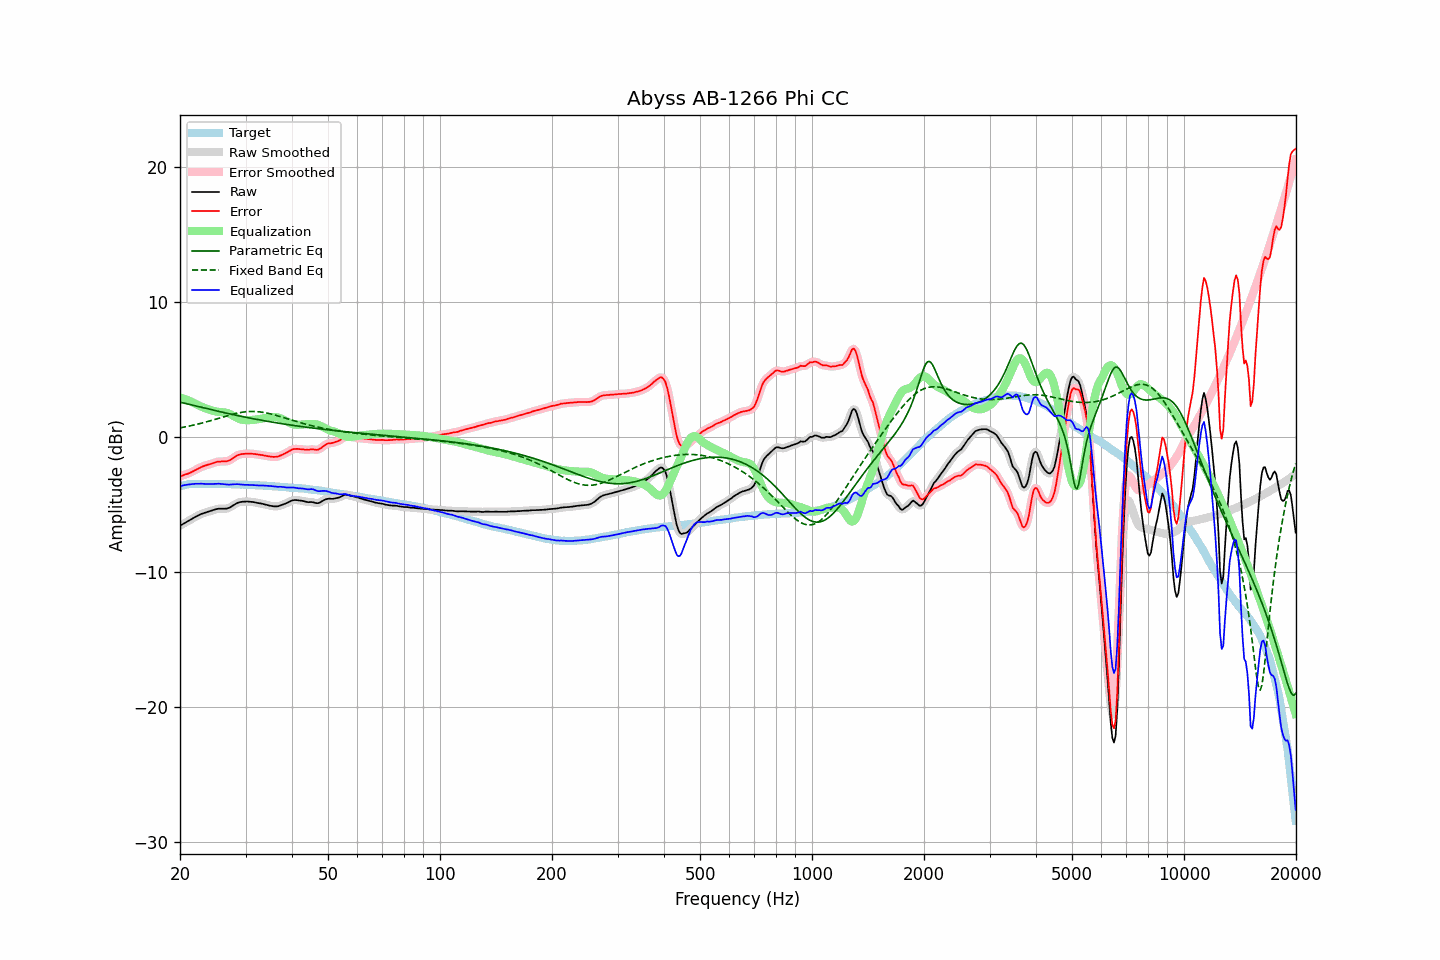 Abyss AB-1266 Phi CC
Target
Raw Smoothed
Error Smoothed
Raw
Error
Equalization
Parametric Eq
Fixed Band Eq
Equalized
20
10
0
−10
−20
−30
Amplitude (dBr)
20 50 100 200 500 1000 2000 5000 10000 20000
Frequency (Hz)